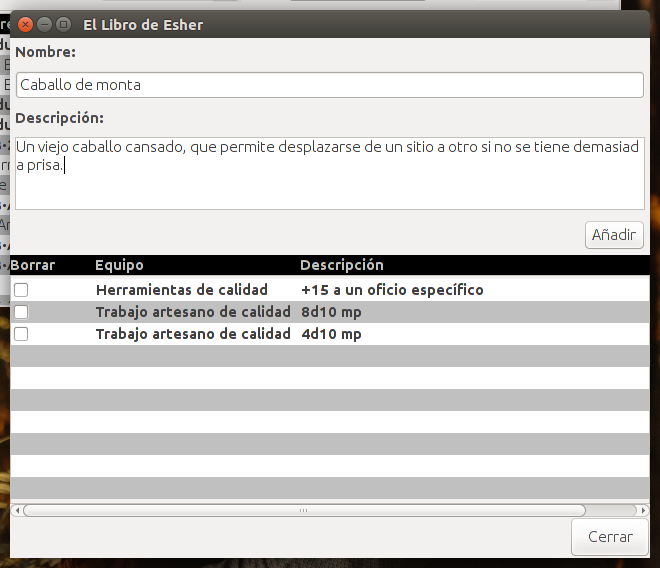 El Libro de Esher
Nombre:
Caballo de monta
Descripción:
Un viejo caballo cansado, que permite desplazarse de un sitio a otro si no se tiene demasiad
a prisa.
Añadir
Borrar Equipo Descripción
Herramientas de calidad +15 a un oficio específico
Trabajo artesano de calidad 8d10 mp
Trabajo artesano de calidad 4d10 mp
Cerrar